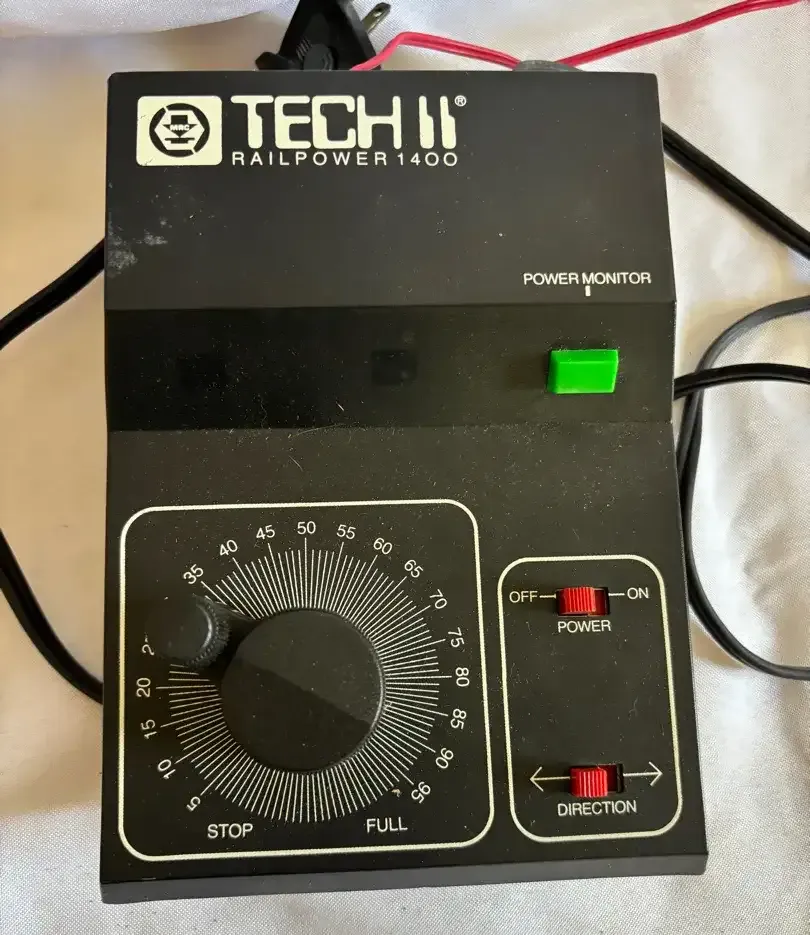 MRC
TECH II®
RAILPOWER 1400
POWER MONITOR
50
45
55
40
60
35
65
70
75
20
80
15
85
10
90
5
95
STOP
FULL
OFF
ON
POWER
DIRECTION